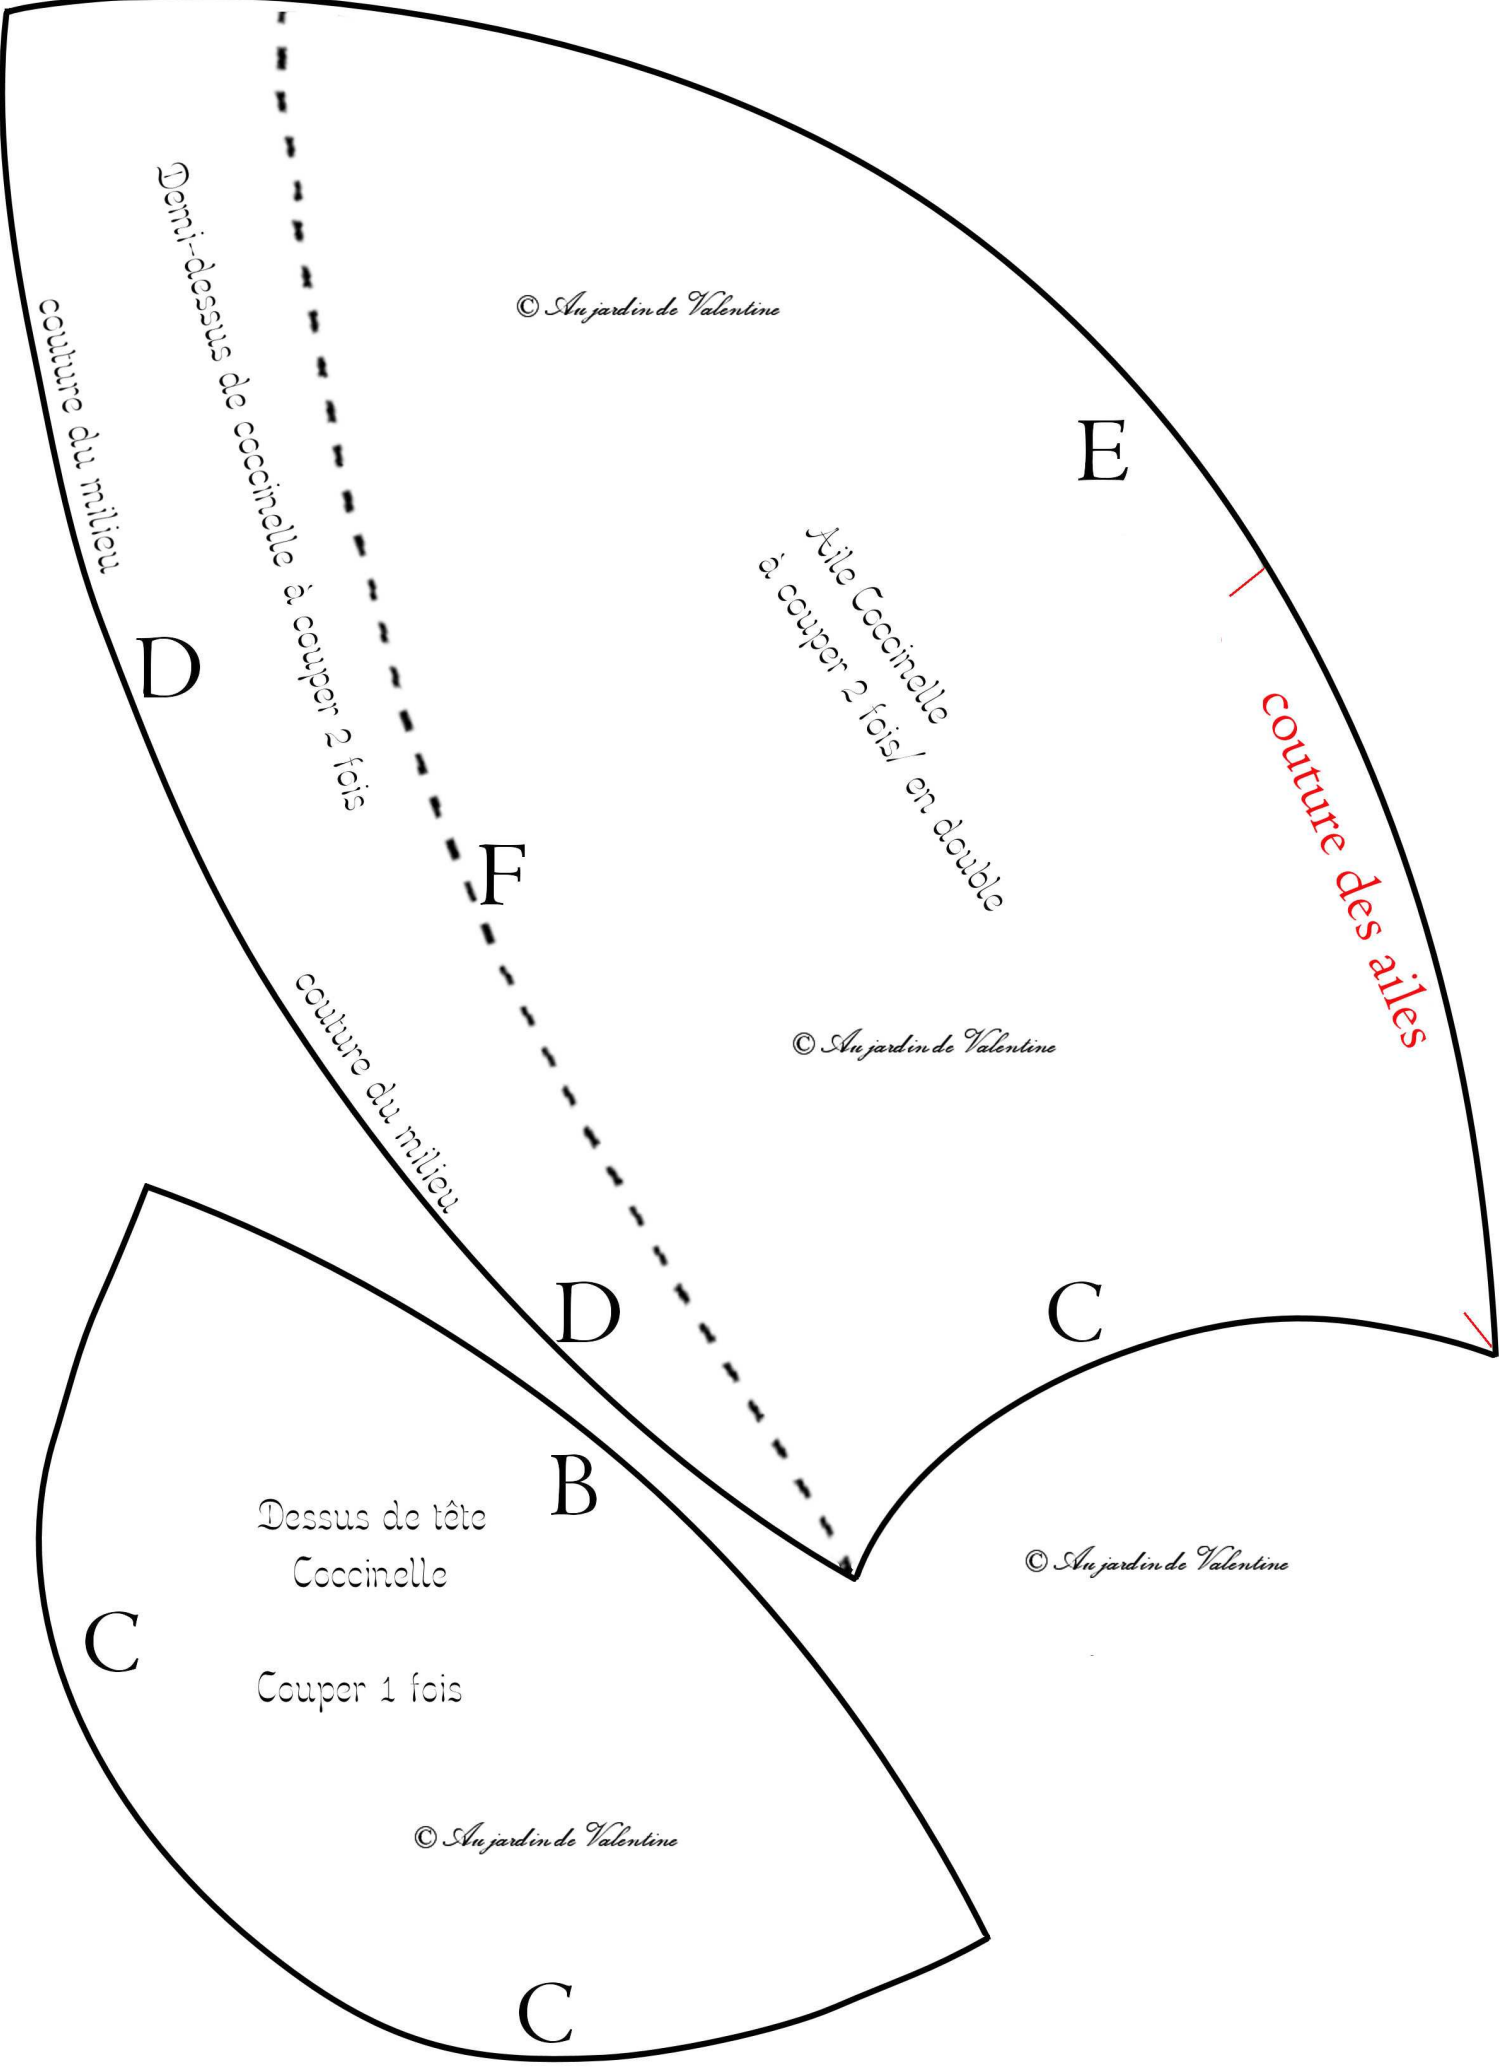 © Au jardin de Valentine
Demi-dessus de coccinelle à couper 2 fois
couture du milieu
E
Aile Coccinelle
à couper 2 fois/ en double
D
couture des ailes
F
couture du milieu
© Au jardin de Valentine
D
C
B
Dessus de tête
Coccinelle
© Au jardin de Valentine
C
Couper 1 fois
© Au jardin de Valentine
C